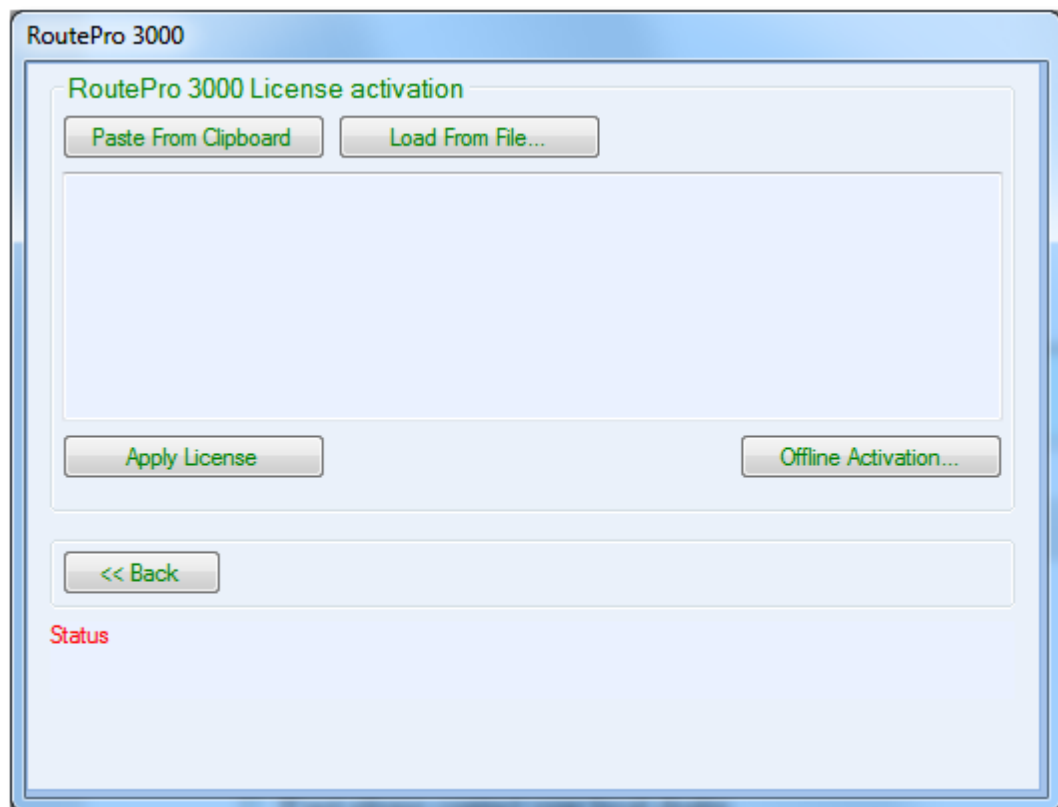 RoutePro 3000
RoutePro 3000 License activation
Paste From Clipboard
Load From File...
Apply License
Offline Activation...
<< Back
Status